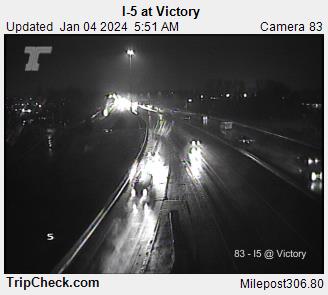 I-5 at Victory
Updated Jan 04 2024 5:51 AM Camera 83
T
S
83 - I5 @ Victory
TripCheck.com Milepost306.80